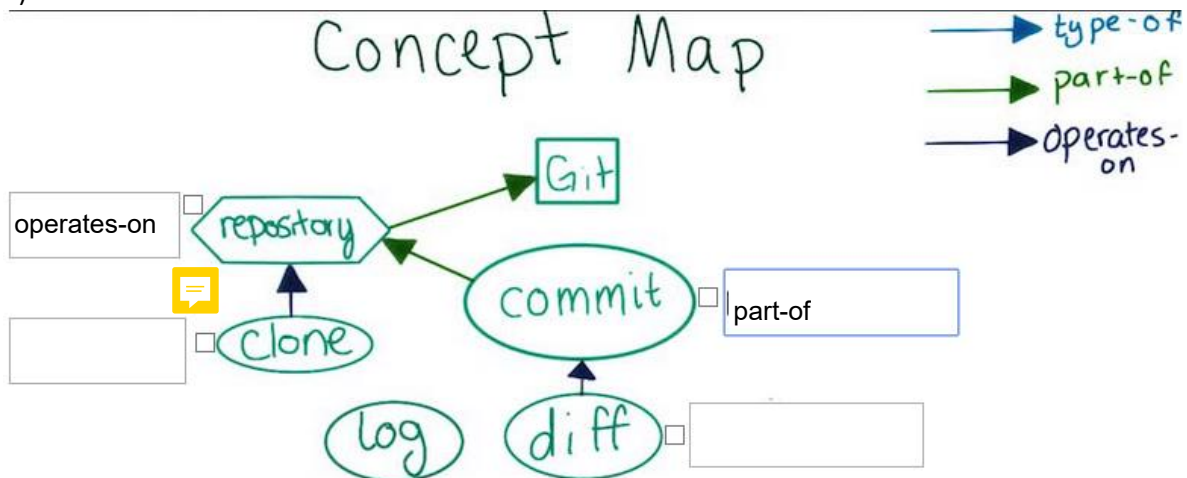 Concept Map
type-of
part-of
operates-
on
Git
operates-on
repository
commit
part-of
clone
log
diff